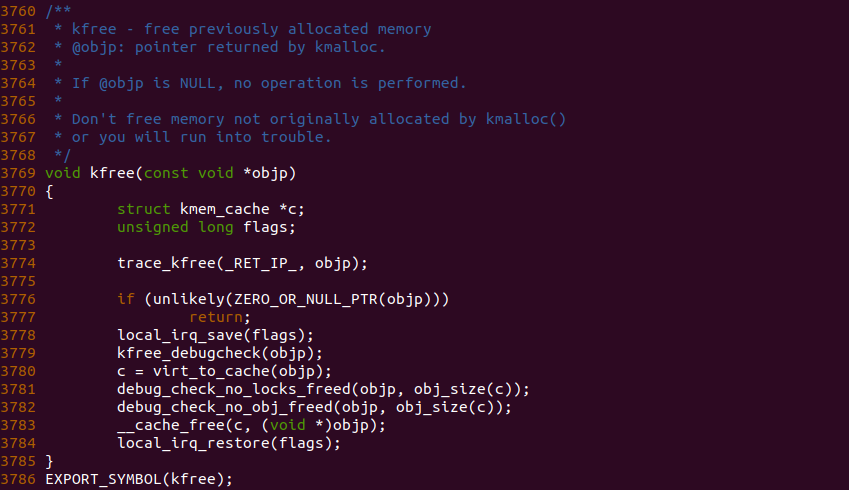 3760 /**
3761  * kfree - free previously allocated memory
3762  * @objp: pointer returned by kmalloc.
3763  *
3764  * If @objp is NULL, no operation is performed.
3765  *
3766  * Don't free memory not originally allocated by kmalloc()
3767  * or you will run into trouble.
3768  */
3769 void kfree(const void *objp)
3770 {
3771         struct kmem_cache *c;
3772         unsigned long flags;
3773
3774         trace_kfree(_RET_IP_, objp);
3775
3776         if (unlikely(ZERO_OR_NULL_PTR(objp)))
3777                 return;
3778         local_irq_save(flags);
3779         kfree_debugcheck(objp);
3780         c = virt_to_cache(objp);
3781         debug_check_no_locks_freed(objp, obj_size(c));
3782         debug_check_no_obj_freed(objp, obj_size(c));
3783         __cache_free(c, (void *)objp);
3784         local_irq_restore(flags);
3785 }
3786 EXPORT_SYMBOL(kfree);